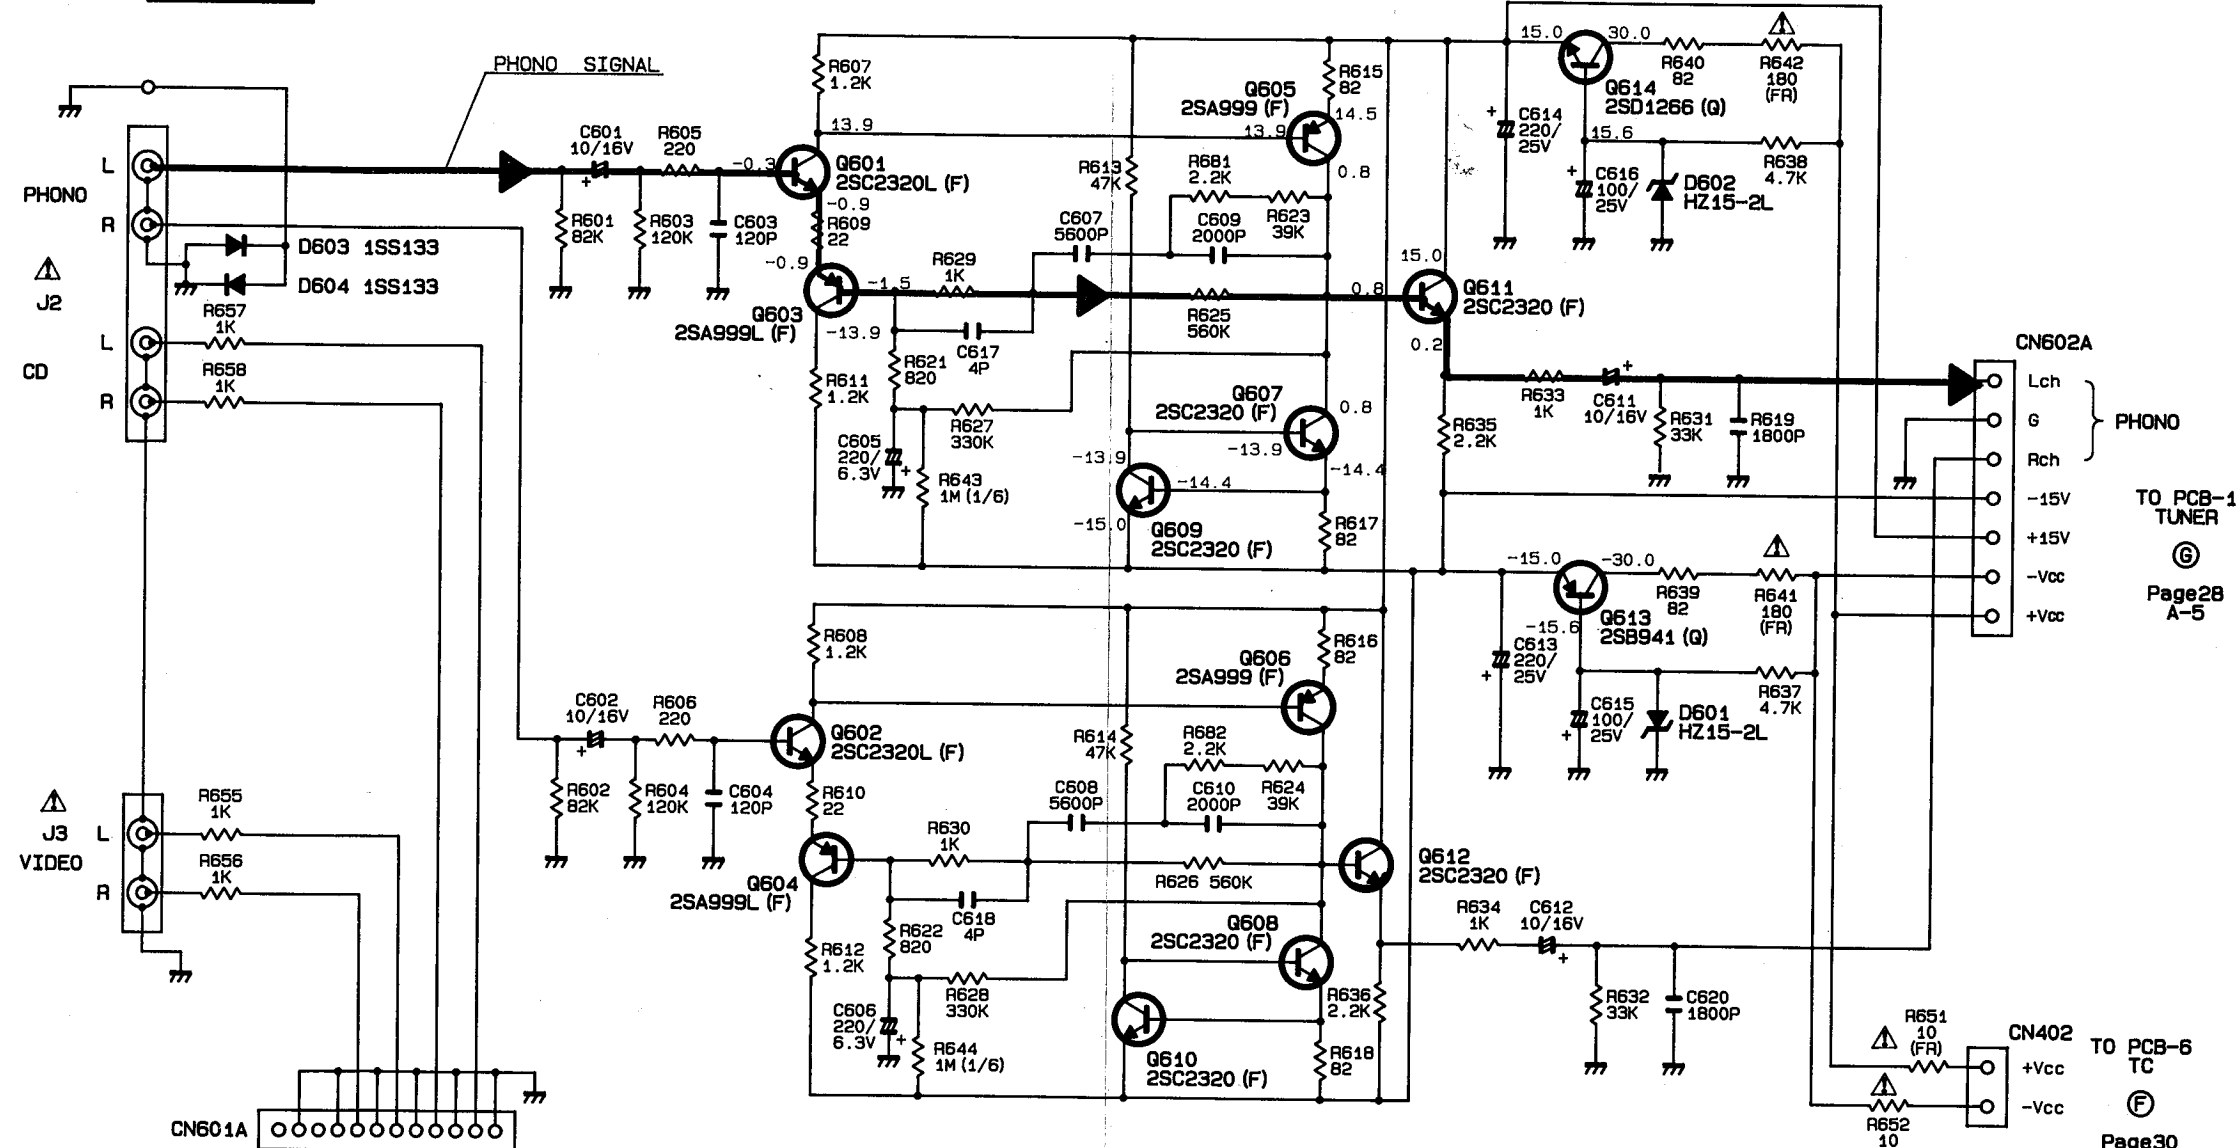 PHONO SIGNAL
L
PHONO
R
J2
L
CD
R
D603 1SS133
D604 1SS133
R657
1K
R658
1K
C601
10/16V
+
R605
220
R601
82K
R603
120K
C603
120P
-0.3
R607
1.2K
13.9
Q601
2SC2320L (F)
-0.9
R609
22
-0.9
Q603
2SA999L (F)
-1.5
-13.9
R611
1.2K
R629
1K
C617
4P
R621
820
R627
330K
C605
220/
6.3V
+
R643
1M (1/6)
R613
47K
C607
5600P
R681
2.2K
C609
2000P
R623
39K
R625
560K
Q605
2SA999 (F)
13.9
14.5
R615
82
0.8
0.8
Q607
2SC2320 (F)
0.8
-13.9
-14.4
-13.9
-14.4
-15.0
Q609
2SC2320 (F)
R617
82
15.0
Q611
2SC2320 (F)
0.2
R635
2.2K
R633
1K
C611
10/16V
+
R631
33K
R619
1800P
15.0
30.0
Q614
2SD1266 (Q)
R640
82
R642
180
(FR)
+
C614
220/
25V
15.6
+
C616
100/
25V
D602
HZ15-2L
R638
4.7K
-15.0
-30.0
Q613
2SB941 (Q)
R639
82
R641
180
(FR)
-15.6
C613
220/
25V
+
C615
100/
25V
+
D601
HZ15-2L
R637
4.7K
CN602A
Lch
G
Rch
PHONO
-15V
+15V
-Vcc
+Vcc
TO PCB-1
TUNER
G
Page28
A-5
R608
1.2K
C602
10/16V
+
R606
220
R602
82K
R604
120K
C604
120P
Q602
2SC2320L (F)
R610
22
Q604
2SA999L (F)
R612
1.2K
R630
1K
C618
4P
R622
820
R628
330K
C606
220/
6.3V
+
R644
1M (1/6)
R614
47K
C608
5600P
R682
2.2K
C610
2000P
R624
39K
R626 560K
Q606
2SA999 (F)
R616
82
Q608
2SC2320 (F)
Q610
2SC2320 (F)
R618
82
R636
2.2K
Q612
2SC2320 (F)
R634
1K
C612
10/16V
+
R632
33K
C620
1800P
J3
VIDEO
L
R
R655
1K
R656
1K
CN601A
R651
10
(FR)
R652
10
CN402
+Vcc
-Vcc
TO PCB-6
TC
F
Page30